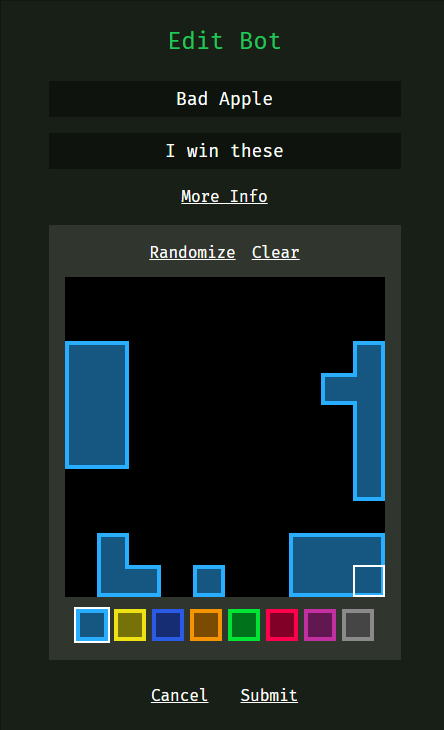 Edit Bot
Bad Apple
I win these
More Info
Randomize Clear
Cancel Submit